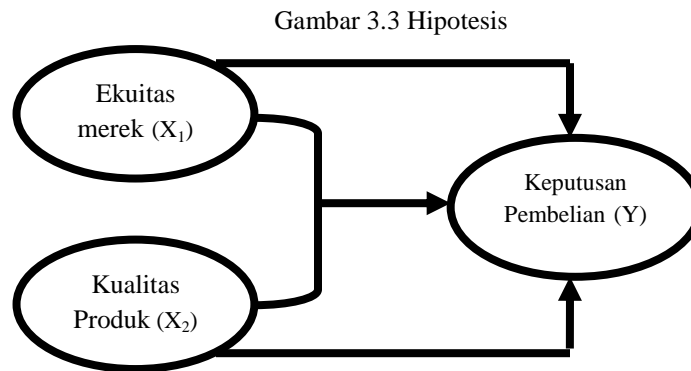 Gambar 3.3 Hipotesis
Ekuitas
merek (X₁)
Keputusan
Pembelian (Y)
Kualitas
Produk (X₂)